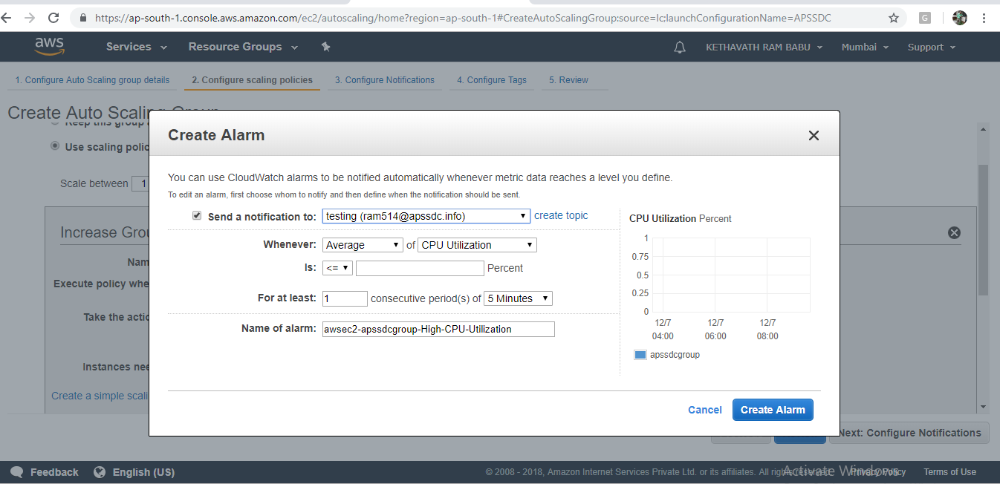 https://ap-south-1.console.aws.amazon.com/ec2/autoscaling/home?region=ap-south-1#CreateAutoScalingGroup:source=lc;launchConfigurationName=APSSDC
G
aws Services Resource Groups KETHAVATH RAM BABU Mumbai Support
1. Configure Auto Scaling group details 2. Configure scaling policies 3. Configure Notifications 4. Configure Tags 5. Review
Create Auto Scaling Group
Keep this group
Use scaling polic
Scale between 1
Increase Grou
Nam
Execute policy whe
Take the actio
Instances nee
Create a simple scali
Create Alarm
You can use CloudWatch alarms to be notified automatically whenever metric data reaches a level you define.
To edit an alarm, first choose whom to notify and then define when the notification should be sent.
Send a notification to: testing (ram514@apssdc.info) create topic
Whenever: Average of CPU Utilization
Is: <= Percent
For at least: 1 consecutive period(s) of 5 Minutes
Name of alarm: awsec2-apssdcgroup-High-CPU-Utilization
CPU Utilization Percent
1
0.75
0.5
0.25
0
12/7 12/7 12/7
04:00 06:00 08:00
apssdcgroup
Cancel Create Alarm
Next: Configure Notifications
Feedback English (US) © 2008 - 2018, Amazon Internet Services Private Ltd. or its affiliates. All rights reserved. Privacy Policy Terms of Use
Activate Windows